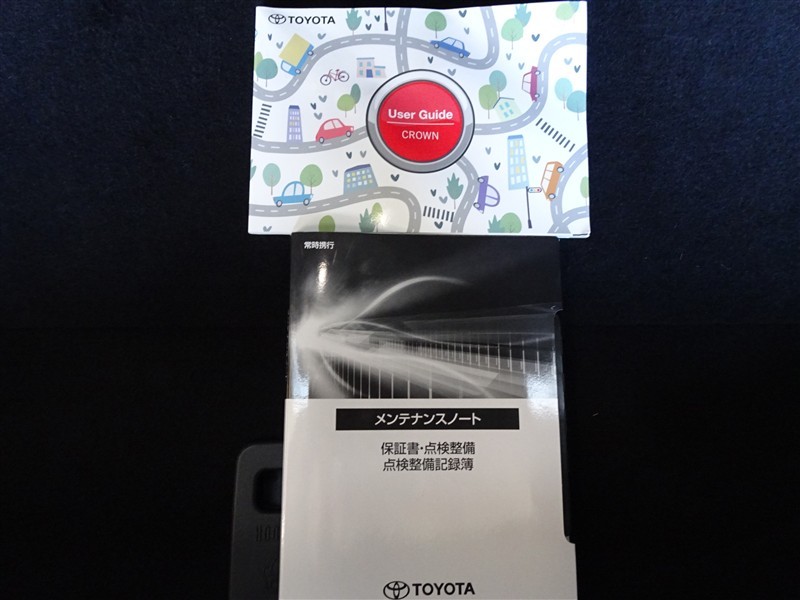 TOYOTA
User Guide
CROWN
常時携行
メンテナンスノート
保証書・点検整備
点検整備記録簿
TOYOTA